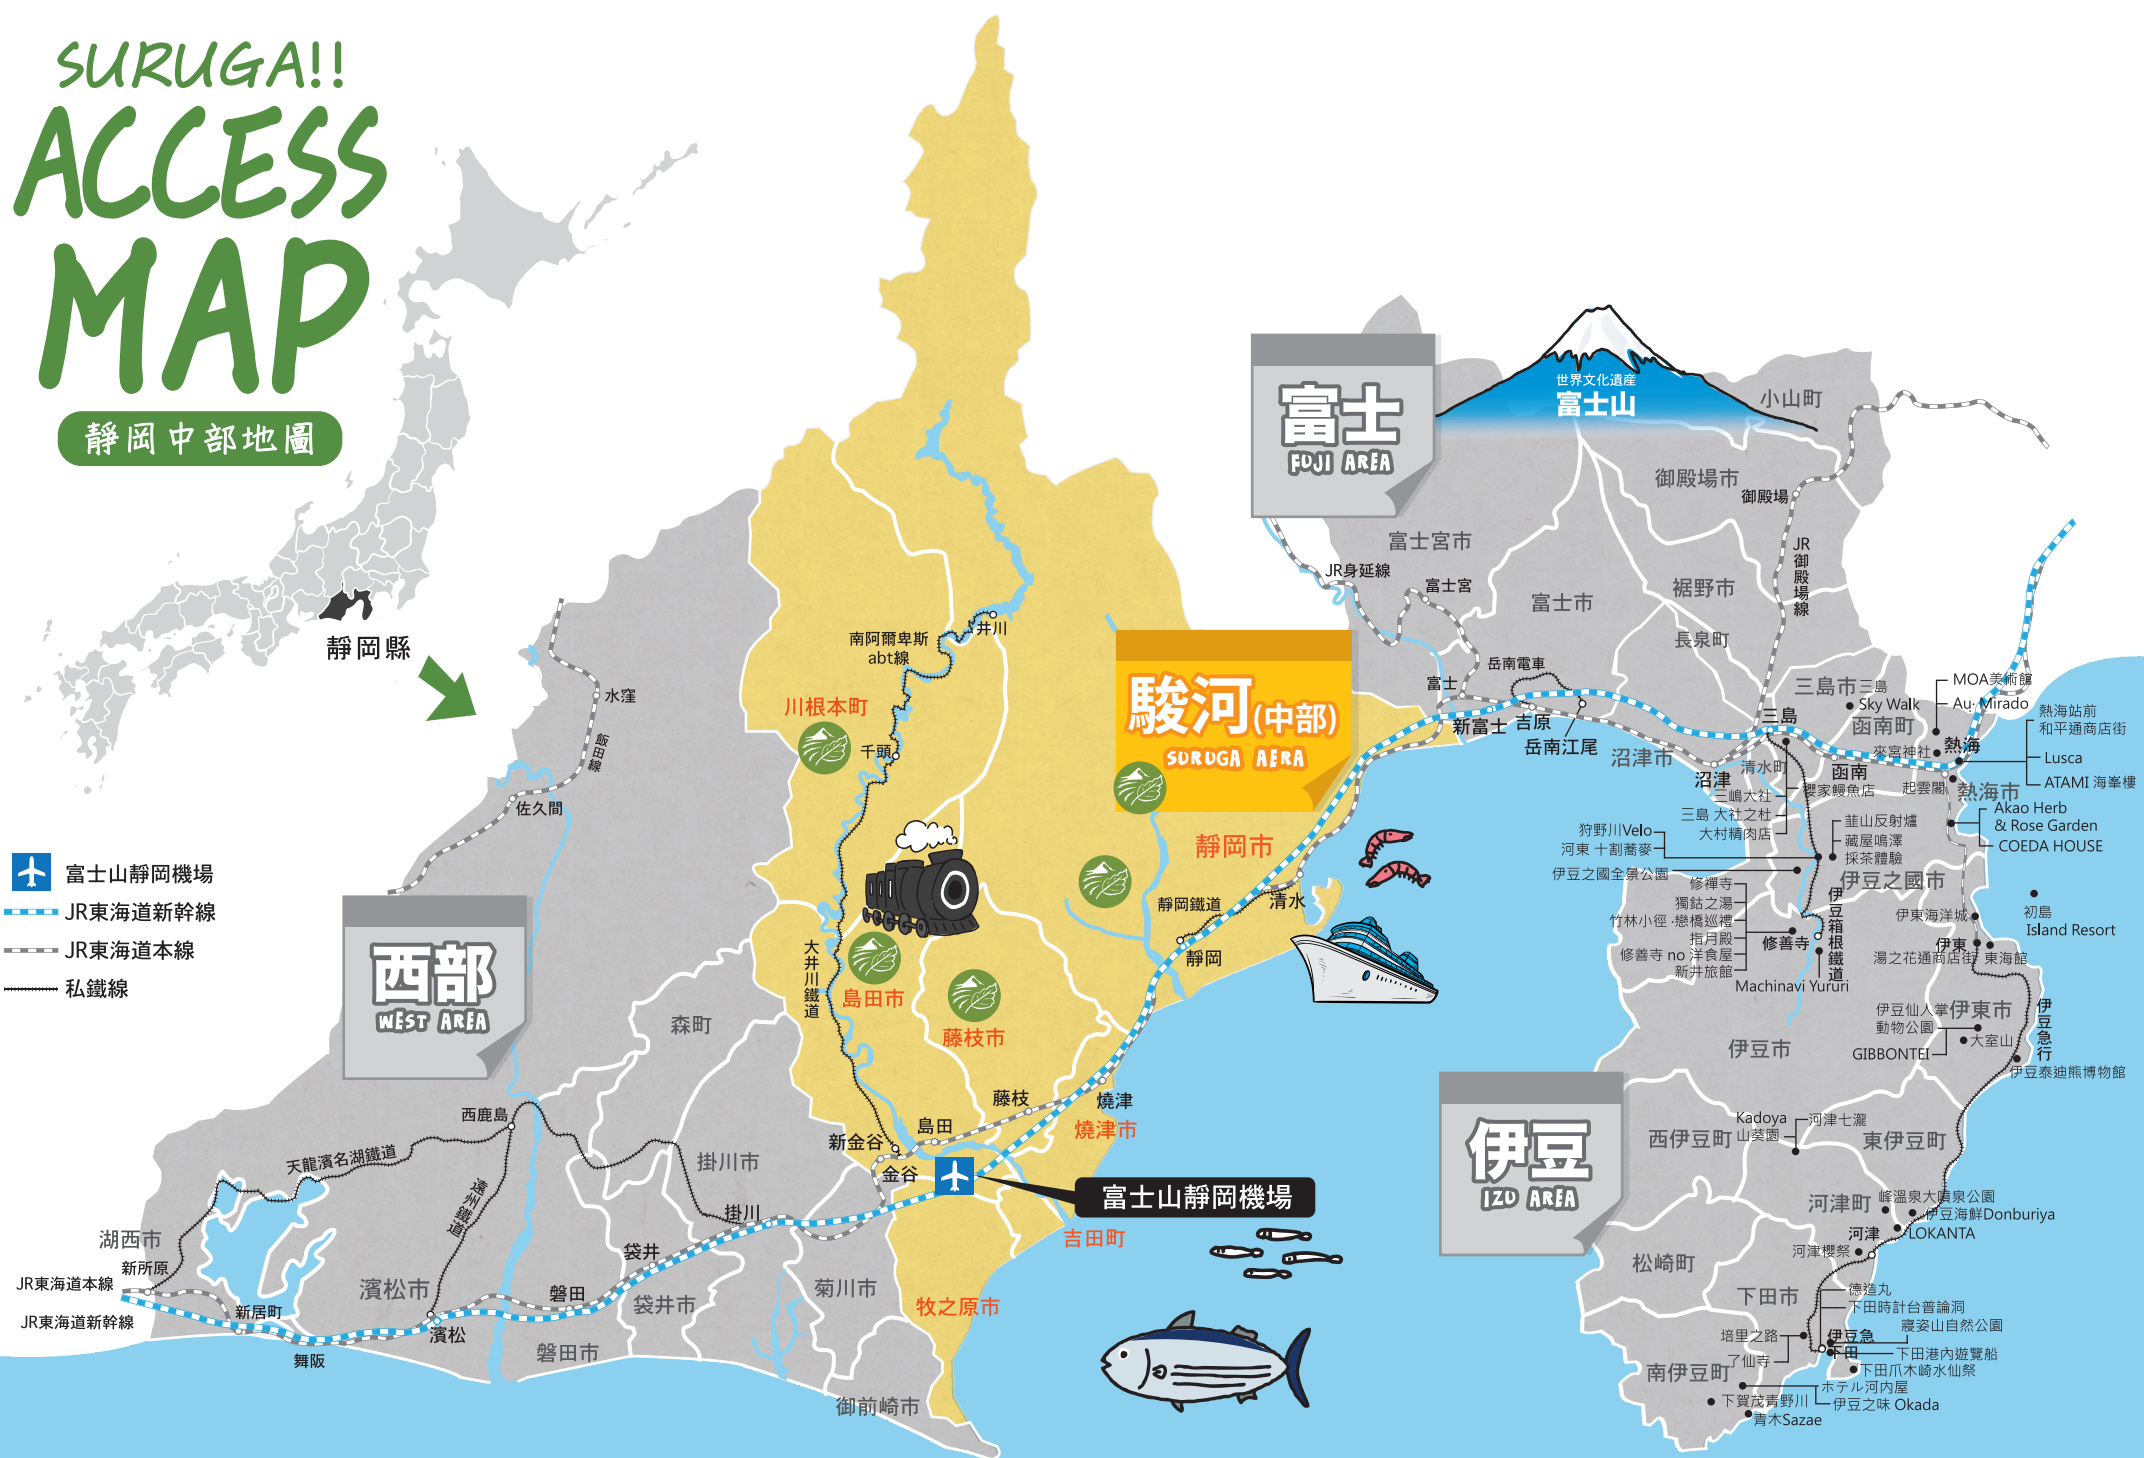 SURUGA!!
ACCESS
MAP
靜岡中部地圖
靜岡縣
富士山靜岡機場
JR東海道新幹線
JR東海道本線
私鐵線
西部
WEST AREA
水窪
飯田線
佐久間
西鹿島
天龍濱名湖鐵道
遠州鐵道
森町
掛川市
掛川
湖西市
新所原
JR東海道本線
JR東海道新幹線
新居町
舞阪
濱松市
濱松
磐田
磐田市
袋井
袋井市
菊川市
御前崎市
駿河(中部)
SURUGA AERA
井川
南阿爾卑斯
abt線
川根本町
千頭
大井川鐵道
島田市
藤枝市
靜岡市
靜岡鐵道
清水
靜岡
藤枝
島田
新金谷
金谷
燒津
燒津市
富士山靜岡機場
吉田町
牧之原市
富士
FUJI AREA
世界文化遺産
富士山
小山町
御殿場市
御殿場
JR御殿場線
富士宮市
JR身延線
富士宮
富士市
裾野市
長泉町
岳南電車
富士
新富士
吉原
岳南江尾
沼津市
沼津
三島市
三島
Sky Walk
三島
函南町
清水町
函南
來宮神社
熱海
起雲閣
熱海市
MOA美術館
Au・Mirado
熱海站前
和平通商店街
Lusca
ATAMI 海峯樓
Akao Herb
& Rose Garden
COEDA HOUSE
三嶋大社
三島 大社之杜
大村精肉店
櫻家鰻魚店
狩野川Velo
河東 十割蕎麥
伊豆之國全景公園
韮山反射爐
藏屋鳴澤
採茶體驗
伊豆之國市
伊豆箱根鐵道
修禪寺
獨鈷之湯
竹林小徑·戀橋巡禮
指月殿
修善寺 no 洋食屋
新井旅館
修善寺
Machinavi Yururi
初島
Island Resort
伊東海洋城
伊東
湯之花通商店街
東海館
伊豆仙人掌
動物公園
伊東市
大室山
GIBBONTEI
伊豆急行
伊豆泰迪熊博物館
伊豆市
伊豆
IZU AREA
西伊豆町
Kadoya
山葵園
河津七瀧
東伊豆町
河津町
峰溫泉大噴泉公園
伊豆海鮮Donburiya
LOKANTA
河津
河津櫻祭
松崎町
下田市
德造丸
下田時計台普論洞
寢姿山自然公園
培里之路
伊豆急
下田
下田港內遊覽船
了仙寺
下田爪木崎水仙祭
南伊豆町
ホテル河内屋
伊豆之味 Okada
下賀茂青野川
青木Sazae